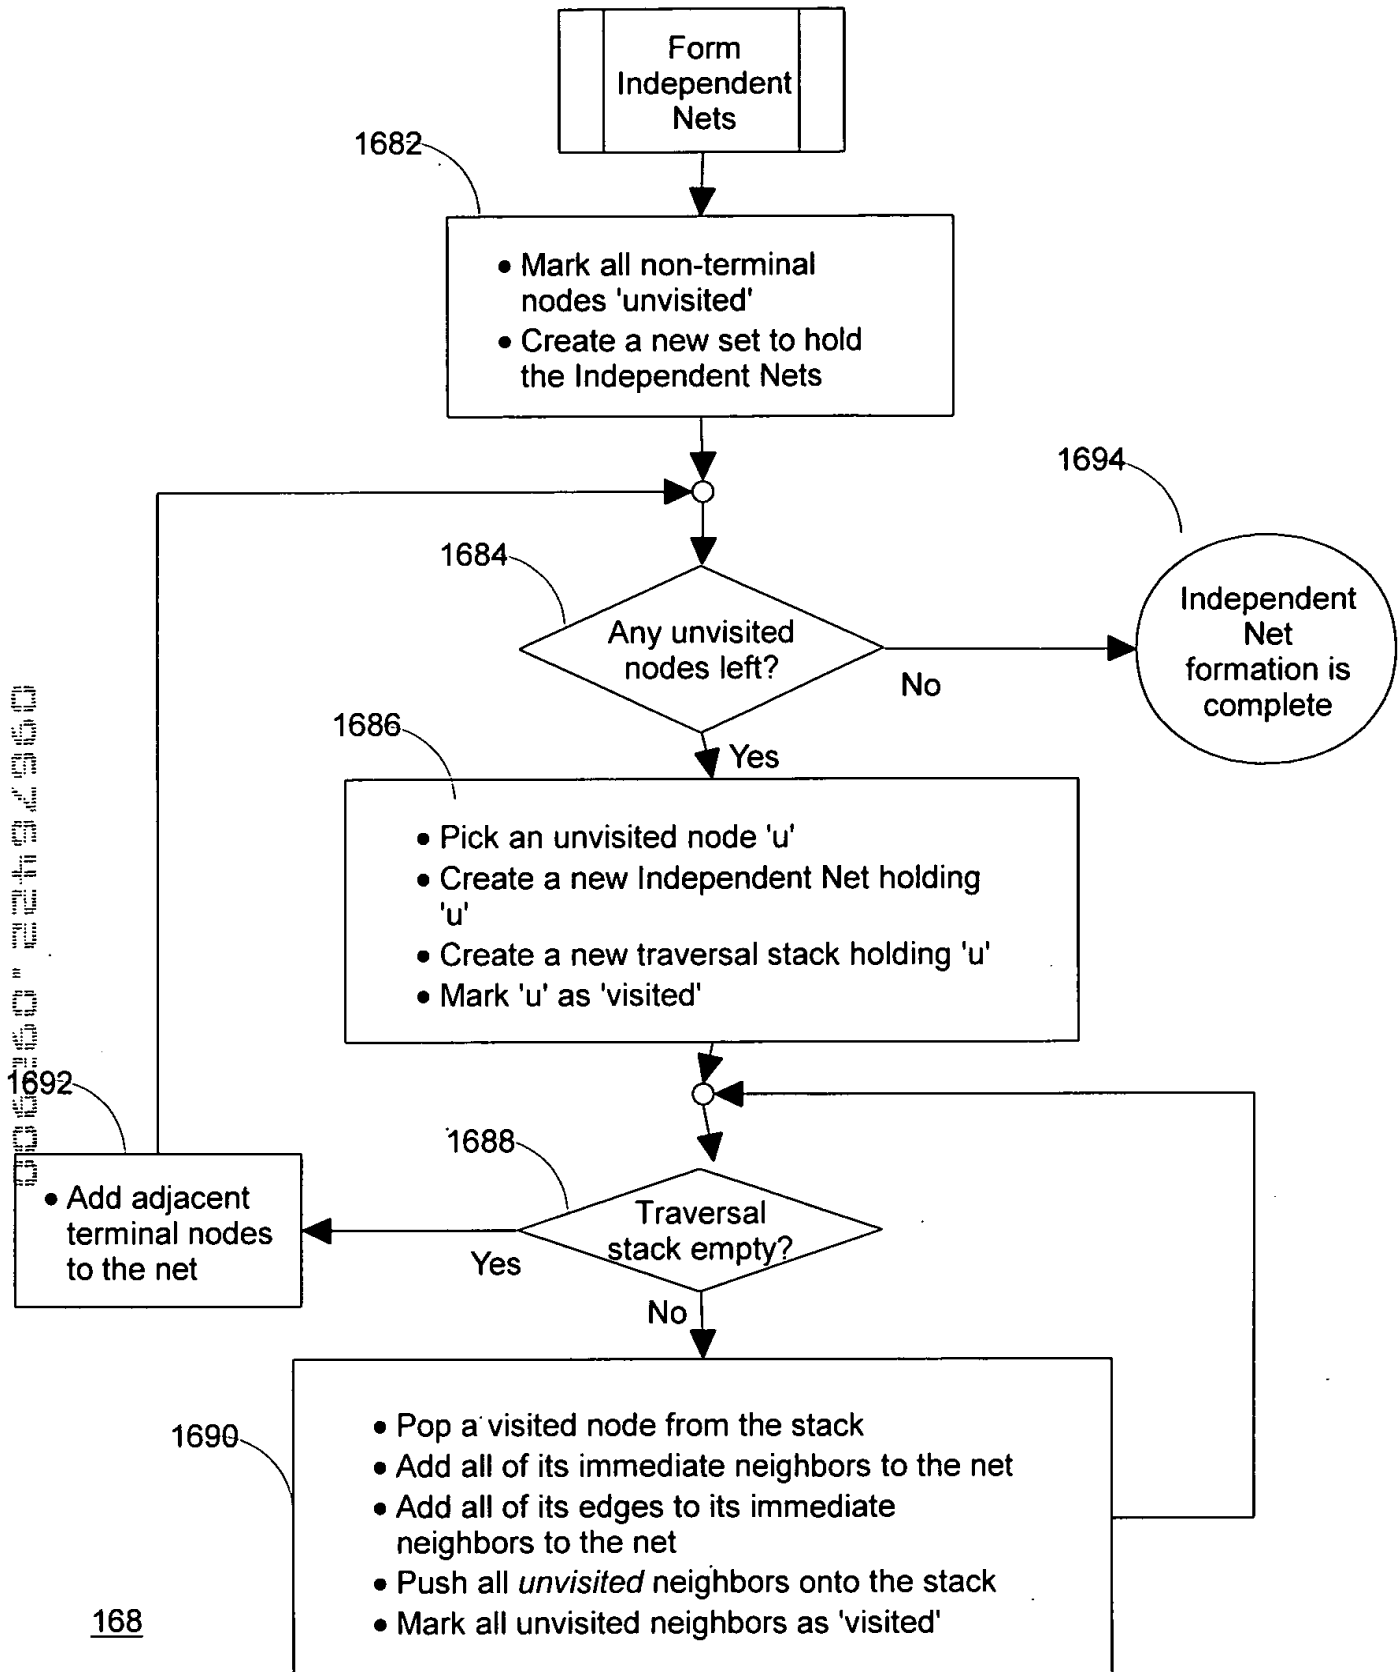 Form
Independent
Nets
1682
• Mark all non-terminal
nodes 'unvisited'
• Create a new set to hold
the Independent Nets
1694
1684
Any unvisited
nodes left?
No
Independent
Net
formation is
complete
1686
Yes
• Pick an unvisited node 'u'
• Create a new Independent Net holding
'u'
• Create a new traversal stack holding 'u'
• Mark 'u' as 'visited'
1692
1688
• Add adjacent
terminal nodes
to the net
Traversal
stack empty?
Yes
No
1690
• Pop a visited node from the stack
• Add all of its immediate neighbors to the net
• Add all of its edges to its immediate
neighbors to the net
• Push all unvisited neighbors onto the stack
• Mark all unvisited neighbors as 'visited'
168